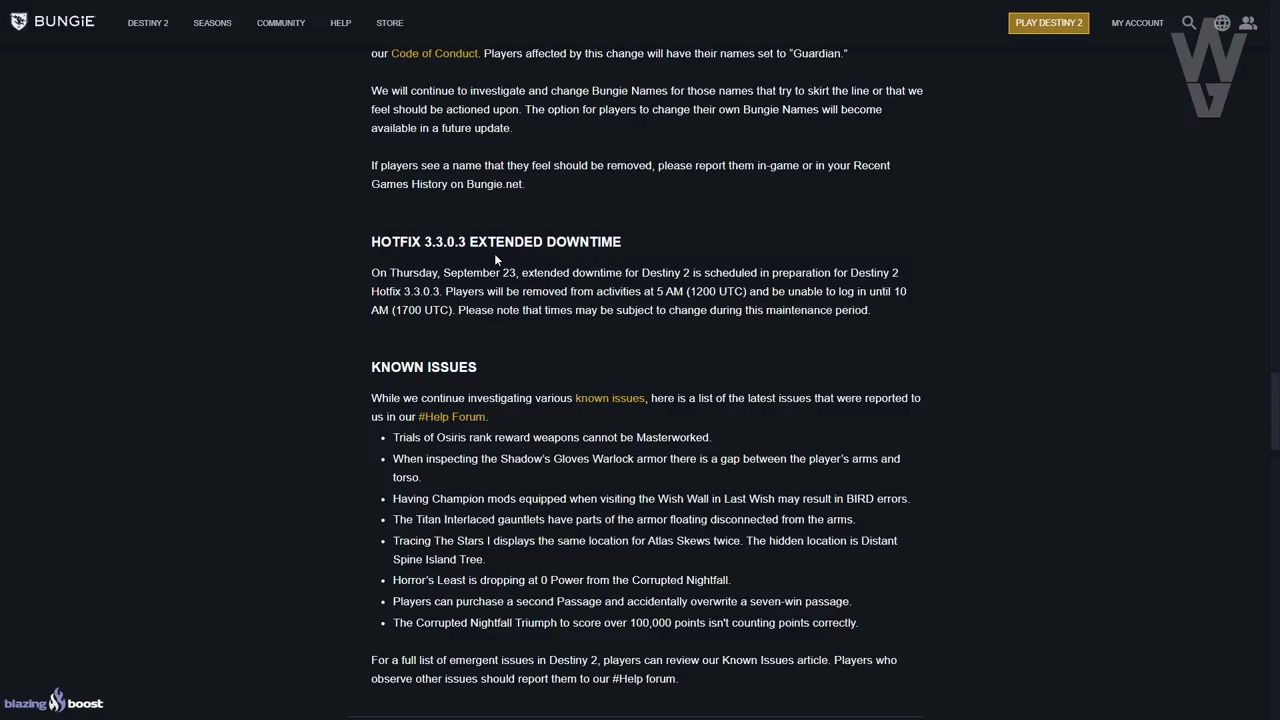 BUNGiE DESTINY 2 SEASONS COMMUNITY HELP STORE PLAY DESTINY 2 MY ACCOUNT
our Code of Conduct. Players affected by this change will have their names set to “Guardian.”
We will continue to investigate and change Bungie Names for those names that try to skirt the line or that we
feel should be actioned upon. The option for players to change their own Bungie Names will become
available in a future update.
If players see a name that they feel should be removed, please report them in-game or in your Recent
Games History on Bungie.net.
HOTFIX 3.3.0.3 EXTENDED DOWNTIME
On Thursday, September 23, extended downtime for Destiny 2 is scheduled in preparation for Destiny 2
Hotfix 3.3.0.3. Players will be removed from activities at 5 AM (1200 UTC) and be unable to log in until 10
AM (1700 UTC). Please note that times may be subject to change during this maintenance period.
KNOWN ISSUES
While we continue investigating various known issues, here is a list of the latest issues that were reported to
us in our #Help Forum.
• Trials of Osiris rank reward weapons cannot be Masterworked.
• When inspecting the Shadow's Gloves Warlock armor there is a gap between the player's arms and
torso.
• Having Champion mods equipped when visiting the Wish Wall in Last Wish may result in BIRD errors.
• The Titan Interlaced gauntlets have parts of the armor floating disconnected from the arms.
• Tracing The Stars I displays the same location for Atlas Skews twice. The hidden location is Distant
Spine Island Tree.
• Horror's Least is dropping at 0 Power from the Corrupted Nightfall.
• Players can purchase a second Passage and accidentally overwrite a seven-win passage.
• The Corrupted Nightfall Triumph to score over 100,000 points isn't counting points correctly.
For a full list of emergent issues in Destiny 2, players can review our Known Issues article. Players who
observe other issues should report them to our #Help forum.
blazing boost